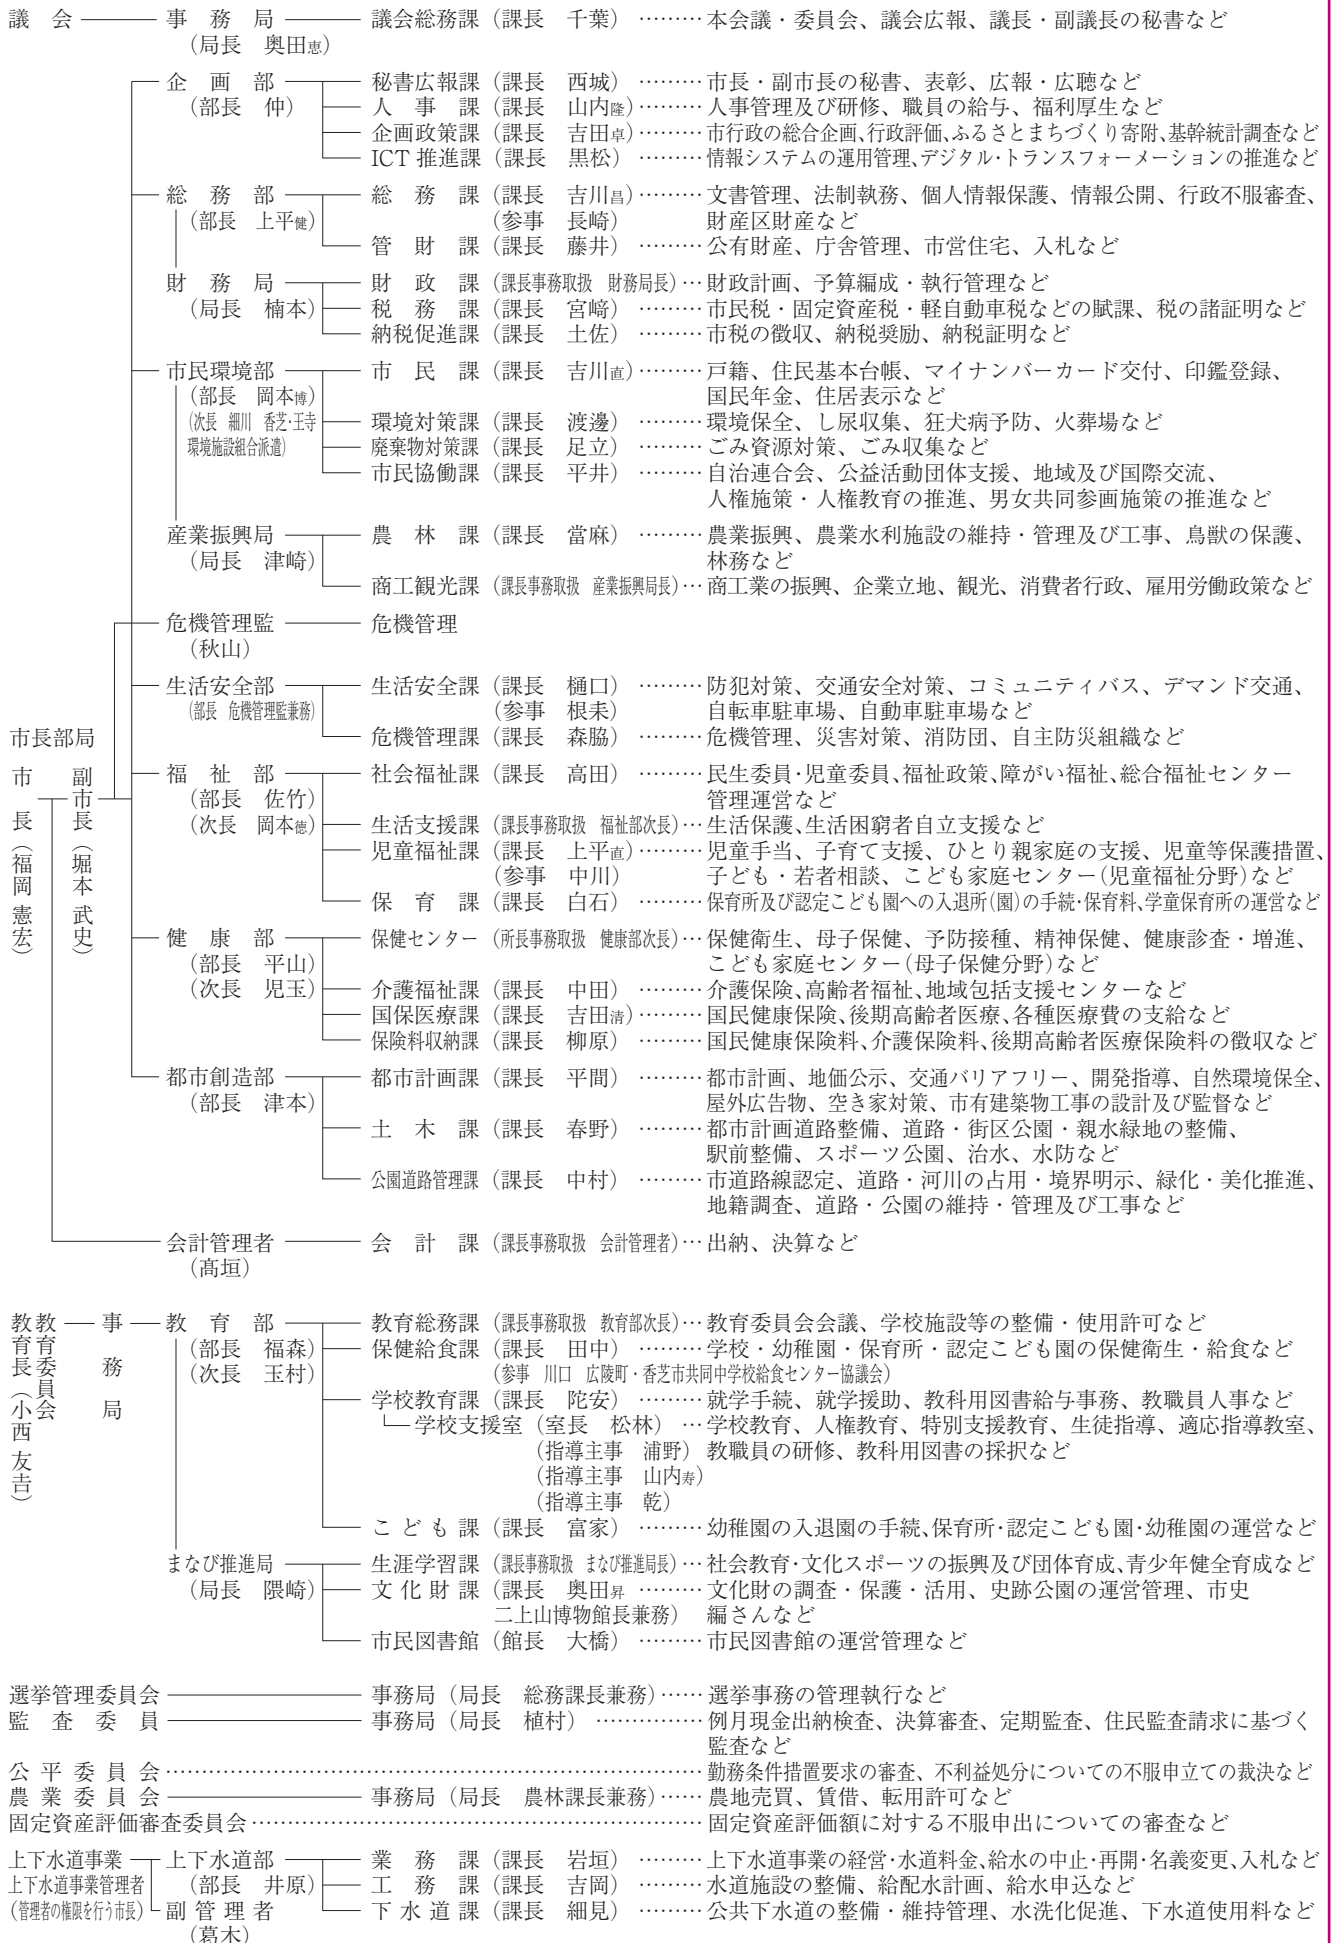 議　会　事　務　局　議会総務課（課長　千葉）………本会議・委員会、議会広報、議長・副議長の秘書など
（局長　奥田恵）
企　画　部　秘書広報課（課長　西城）………市長・副市長の秘書、表彰、広報・広聴など
（部長　仲）　人　事　課（課長　山内隆）………人事管理及び研修、職員の給与、福利厚生など
企画政策課（課長　吉田卓）………市行政の総合企画、行政評価、ふるさとまちづくり寄附、基幹統計調査など
ICT 推進課（課長　黒松）………情報システムの運用管理、デジタル・トランスフォーメーションの推進など
総　務　部　総　務　課（課長　吉川昌）………文書管理、法制執務、個人情報保護、情報公開、行政不服審査、
（部長　上平健）　（参事　長崎）　財産区財産など
管　財　課（課長　藤井）………公有財産、庁舎管理、市営住宅、入札など
財　務　局　財　政　課（課長事務取扱　財務局長）…財政計画、予算編成・執行管理など
（局長　楠本）　税　務　課（課長　宮﨑）………市民税・固定資産税・軽自動車税などの賦課、税の諸証明など
納税促進課（課長　土佐）………市税の徴収、納税奨励、納税証明など
市民環境部　市　民　課（課長　吉川直）………戸籍、住民基本台帳、マイナンバーカード交付、印鑑登録、
（部長　岡本博）　国民年金、住居表示など
（次長　細川　香芝・王寺　環境対策課（課長　渡邊）………環境保全、し尿収集、狂犬病予防、火葬場など
環境施設組合派遣）　廃棄物対策課（課長　足立）………ごみ資源対策、ごみ収集など
市民協働課（課長　平井）………自治連合会、公益活動団体支援、地域及び国際交流、
人権施策・人権教育の推進、男女共同参画施策の推進など
産業振興局　農　林　課（課長　當麻）………農業振興、農業水利施設の維持・管理及び工事、鳥獣の保護、
（局長　津崎）　林務など
商工観光課（課長事務取扱　産業振興局長）…商工業の振興、企業立地、観光、消費者行政、雇用労働政策など
危機管理監　危機管理
（秋山）
生活安全部　生活安全課（課長　樋口）………防犯対策、交通安全対策、コミュニティバス、デマンド交通、
（部長　危機管理監兼務）　（参事　根耒）　自転車駐車場、自動車駐車場など
市長部局　危機管理課（課長　森脇）………危機管理、災害対策、消防団、自主防災組織など
市　長（福岡　憲宏）
副市長（堀本　武史）
福　祉　部　社会福祉課（課長　高田）………民生委員・児童委員、福祉政策、障がい福祉、総合福祉センター
（部長　佐竹）　管理運営など
（次長　岡本徳）　生活支援課（課長事務取扱　福祉部次長）…生活保護、生活困窮者自立支援など
児童福祉課（課長　上平直）………児童手当、子育て支援、ひとり親家庭の支援、児童等保護措置、
（参事　中川）　子ども・若者相談、こども家庭センター（児童福祉分野）など
保　育　課（課長　白石）………保育所及び認定こども園への入退所（園）の手続・保育料、学童保育所の運営など
健　康　部　保健センター（所長事務取扱　健康部次長）…保健衛生、母子保健、予防接種、精神保健、健康診査・増進、
（部長　平山）　こども家庭センター（母子保健分野）など
（次長　児玉）　介護福祉課（課長　中田）………介護保険、高齢者福祉、地域包括支援センターなど
国保医療課（課長　吉田清）………国民健康保険、後期高齢者医療、各種医療費の支給など
保険料収納課（課長　柳原）………国民健康保険料、介護保険料、後期高齢者医療保険料の徴収など
都市創造部　都市計画課（課長　平間）………都市計画、地価公示、交通バリアフリー、開発指導、自然環境保全、
（部長　津本）　屋外広告物、空き家対策、市有建築物工事の設計及び監督など
土　木　課（課長　春野）………都市計画道路整備、道路・街区公園・親水緑地の整備、
駅前整備、スポーツ公園、治水、水防など
公園道路管理課（課長　中村）………市道路線認定、道路・河川の占用・境界明示、緑化・美化推進、
地籍調査、道路・公園の維持・管理及び工事など
会計管理者　会　計　課（課長事務取扱　会計管理者）…出納、決算など
（髙垣）
教育委員会
教育長（小西　友吉）
事　務　局
教　育　部　教育総務課（課長事務取扱　教育部次長）…教育委員会会議、学校施設等の整備・使用許可など
（部長　福森）　保健給食課（課長　田中）………学校・幼稚園・保育所・認定こども園の保健衛生・給食など
（次長　玉村）　（参事　川口　広陵町・香芝市共同中学校給食センター協議会）
学校教育課（課長　陀安）………就学手続、就学援助、教科用図書給与事務、教職員人事など
学校支援室（室長　松林）…学校教育、人権教育、特別支援教育、生徒指導、適応指導教室、
（指導主事　浦野）教職員の研修、教科用図書の採択など
（指導主事　山内寿）
（指導主事　乾）
こ ど も 課（課長　富家）………幼稚園の入退園の手続、保育所・認定こども園・幼稚園の運営など
まなび推進局　生涯学習課（課長事務取扱　まなび推進局長）…社会教育・文化スポーツの振興及び団体育成、青少年健全育成など
（局長　隈崎）　文 化 財 課（課長　奥田昇　………文化財の調査・保護・活用、史跡公園の運営管理、市史
二上山博物館長兼務）　編さんなど
市民図書館（館長　大橋）………市民図書館の運営管理など
選挙管理委員会　事務局（局長　総務課長兼務）……選挙事務の管理執行など
監　査　委　員　事務局（局長　植村）……………例月現金出納検査、決算審査、定期監査、住民監査請求に基づく
監査など
公 平 委 員 会……………勤務条件措置要求の審査、不利益処分についての不服申立ての裁決など
農 業 委 員 会　事務局（局長　農林課長兼務）……農地売買、賃借、転用許可など
固定資産評価審査委員会……………固定資産評価額に対する不服申出についての審査など
上下水道事業　上下水道部　業　務　課（課長　岩垣）………上下水道事業の経営・水道料金、給水の中止・再開・名義変更、入札など
上下水道事業管理者　（部長　井原）　工　務　課（課長　吉岡）………水道施設の整備、給配水計画、給水申込など
（管理者の権限を行う市長）　副 管 理 者　下 水 道 課（課長　細見）………公共下水道の整備・維持管理、水洗化促進、下水道使用料など
（葛木）